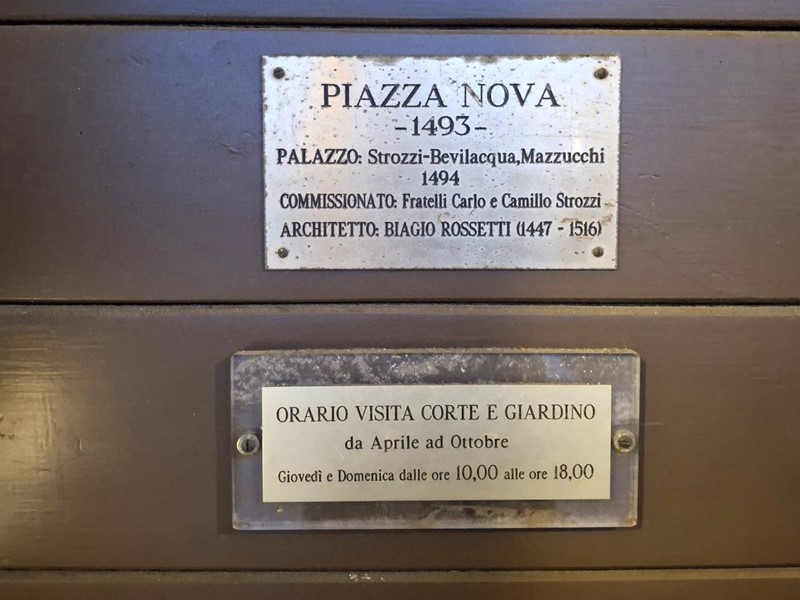 PIAZZA NOVA
-1493-
PALAZZO: Strozzi-Bevilacqua,Mazzucchi
1494
COMMISSIONATO: Fratelli Carlo e Camillo Strozzi
ARCHITETTO: BIAGIO ROSSETTI (1447 - 1516)
ORARIO VISITA CORTE E GIARDINO
da Aprile ad Ottobre
Giovedì e Domenica dalle ore 10,00 alle ore 18,00